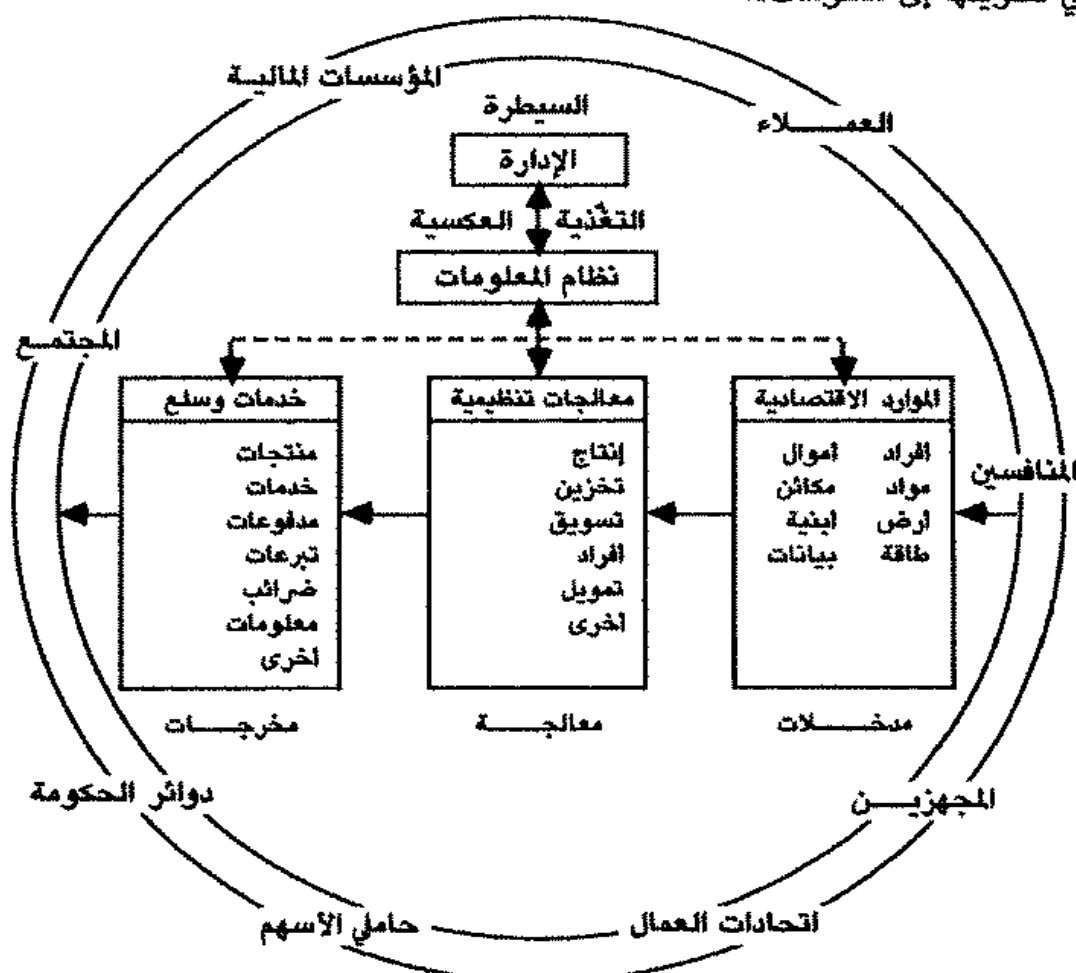 المؤسسات المالية
العمـــلاء
السيطرة
الإدارة
التغذية العكسية
نظام المعلومات
المجتمـع
المنافسين
الموارد الاقتصادية
أفراد أموال
مواد مكائن
أرض أبنية
طاقة بيانات
مدخـــلات
معالجات تنظيمية
إنتاج
تخزين
تسويق
أفراد
تمويل
أخرى
معالجـــة
خدمات وسلع
منتجات
خدمات
مدفوعات
تبرعات
ضرائب
معلومات
أخرى
مخرجـــات
المجهزيـــن
دوائر الحكومة
اتحادات العمال
حاملي الأسهم